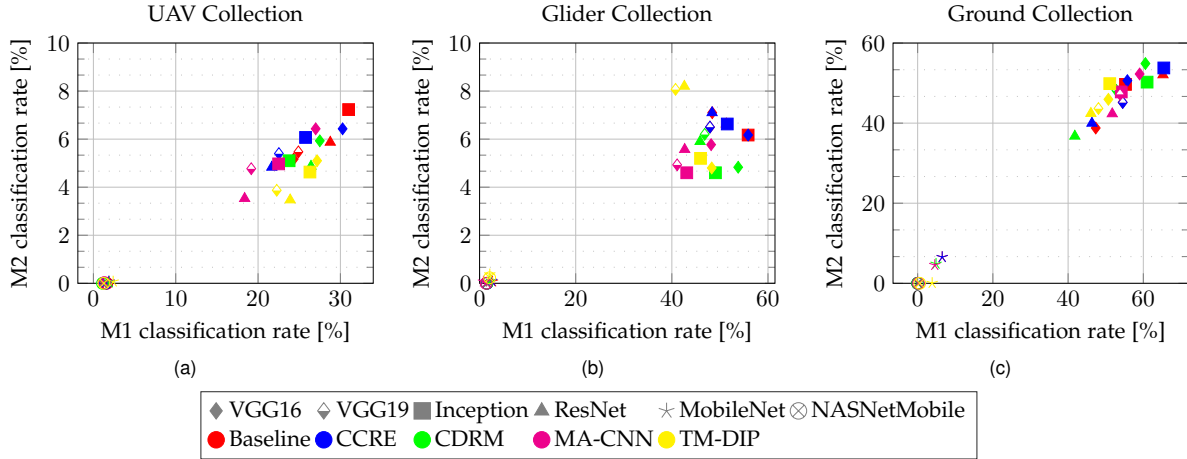 UAV Collection
10
8
6
4
2
0
0 10 20 30
M2 classification rate [%]
M1 classification rate [%]
(a)
Glider Collection
10
8
6
4
2
0
0 20 40 60
M2 classification rate [%]
M1 classification rate [%]
(b)
Ground Collection
60
40
20
0
0 20 40 60
M2 classification rate [%]
M1 classification rate [%]
(c)
VGG16 VGG19 Inception ResNet MobileNet NASNetMobile
Baseline CCRE CDRM MA-CNN TM-DIP